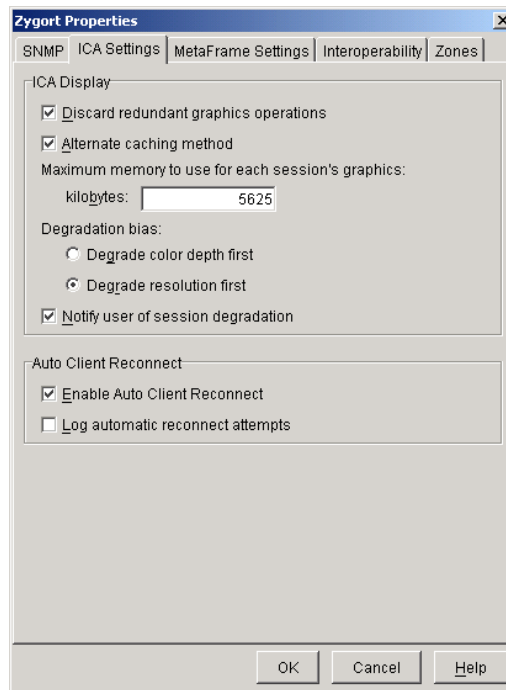 Zygort Properties
SNMP ICA Settings MetaFrame Settings Interoperability Zones
ICA Display
Discard redundant graphics operations
Alternate caching method
Maximum memory to use for each session's graphics:
kilobytes: 5625
Degradation bias:
Degrade color depth first
Degrade resolution first
Notify user of session degradation
Auto Client Reconnect
Enable Auto Client Reconnect
Log automatic reconnect attempts
OK Cancel Help